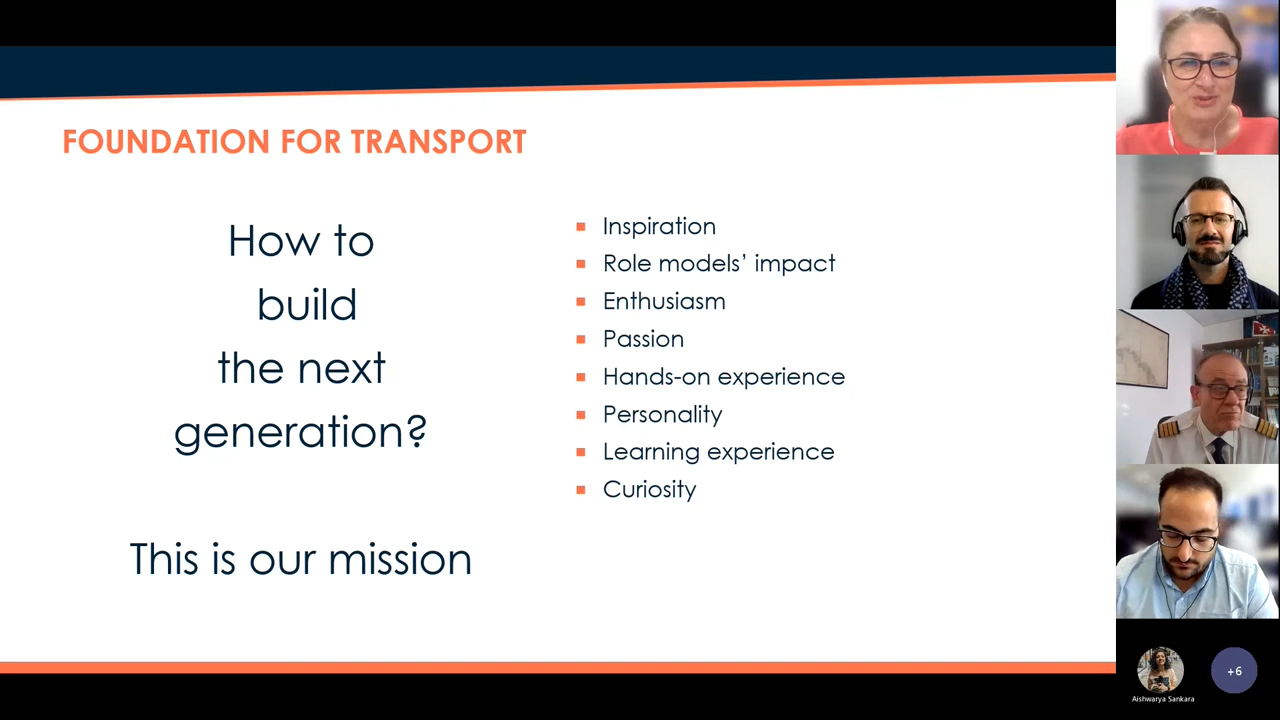 FOUNDATION FOR TRANSPORT
How to
build
the next
generation?
This is our mission
Inspiration
Role models’ impact
Enthusiasm
Passion
Hands-on experience
Personality
Learning experience
Curiosity
Aishwarya Sankara
+6